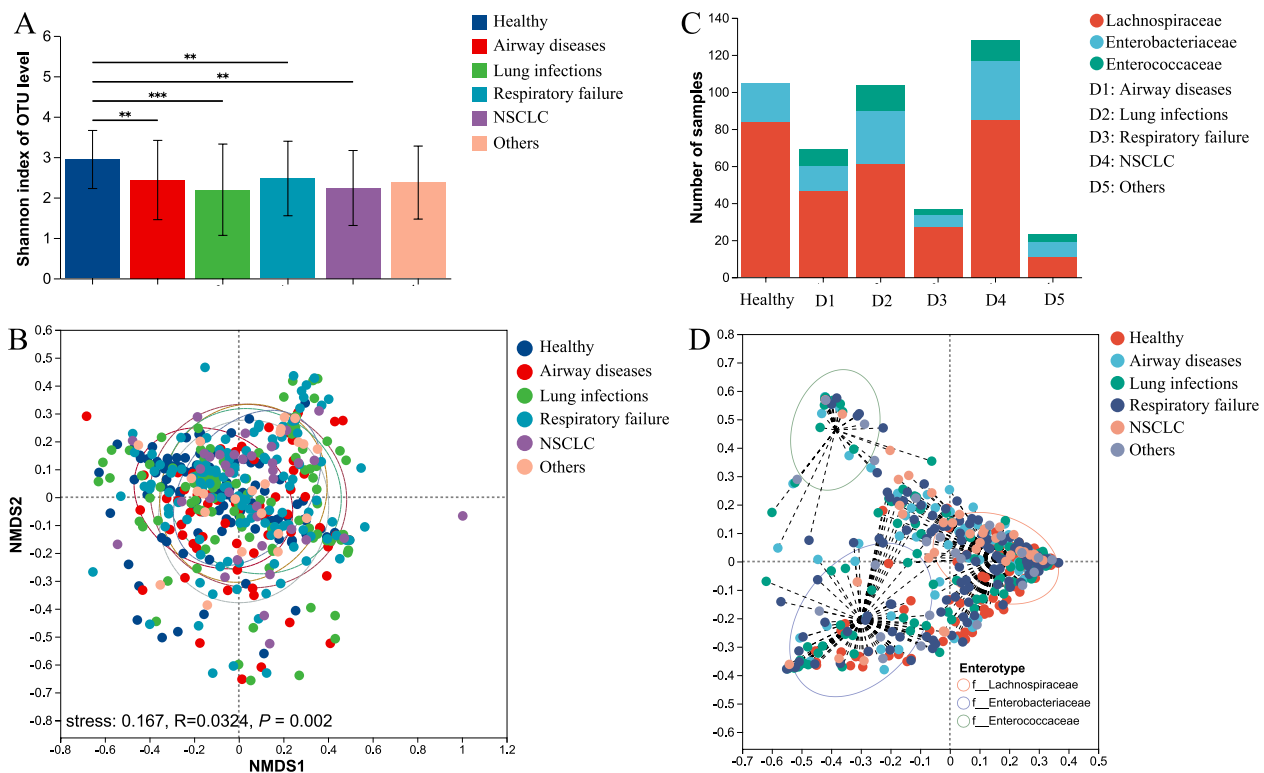 A
Shannon index of OTU level
6
5
4
3
2
1
0
**
**
***
**
Healthy
Airway diseases
Lung infections
Respiratory failure
NSCLC
Others
C
Number of samples
140
120
100
80
60
40
20
0
Healthy D1 D2 D3 D4 D5
Lachnospiraceae
Enterobacteriaceae
Enterococcaceae
D1: Airway diseases
D2: Lung infections
D3: Respiratory failure
D4: NSCLC
D5: Others
B
NMDS2
0.6
0.5
0.4
0.3
0.2
0.1
0
-0.1
-0.2
-0.3
-0.4
-0.5
-0.6
-0.7
-0.8
stress: 0.167, R=0.0324, P = 0.002
-0.8 -0.6 -0.4 -0.2 0 0.2 0.4 0.6 0.8 1 1.2
NMDS1
Healthy
Airway diseases
Lung infections
Respiratory failure
NSCLC
Others
D
0.8
0.7
0.6
0.5
0.4
0.3
0.2
0.1
0
-0.1
-0.2
-0.3
-0.4
-0.5
-0.6
-0.7 -0.6 -0.5 -0.4 -0.3 -0.2 -0.1 0 0.1 0.2 0.3 0.4 0.5
Enterotype
f__Lachnospiraceae
f__Enterobacteriaceae
f__Enterococcaceae
Healthy
Airway diseases
Lung infections
Respiratory failure
NSCLC
Others